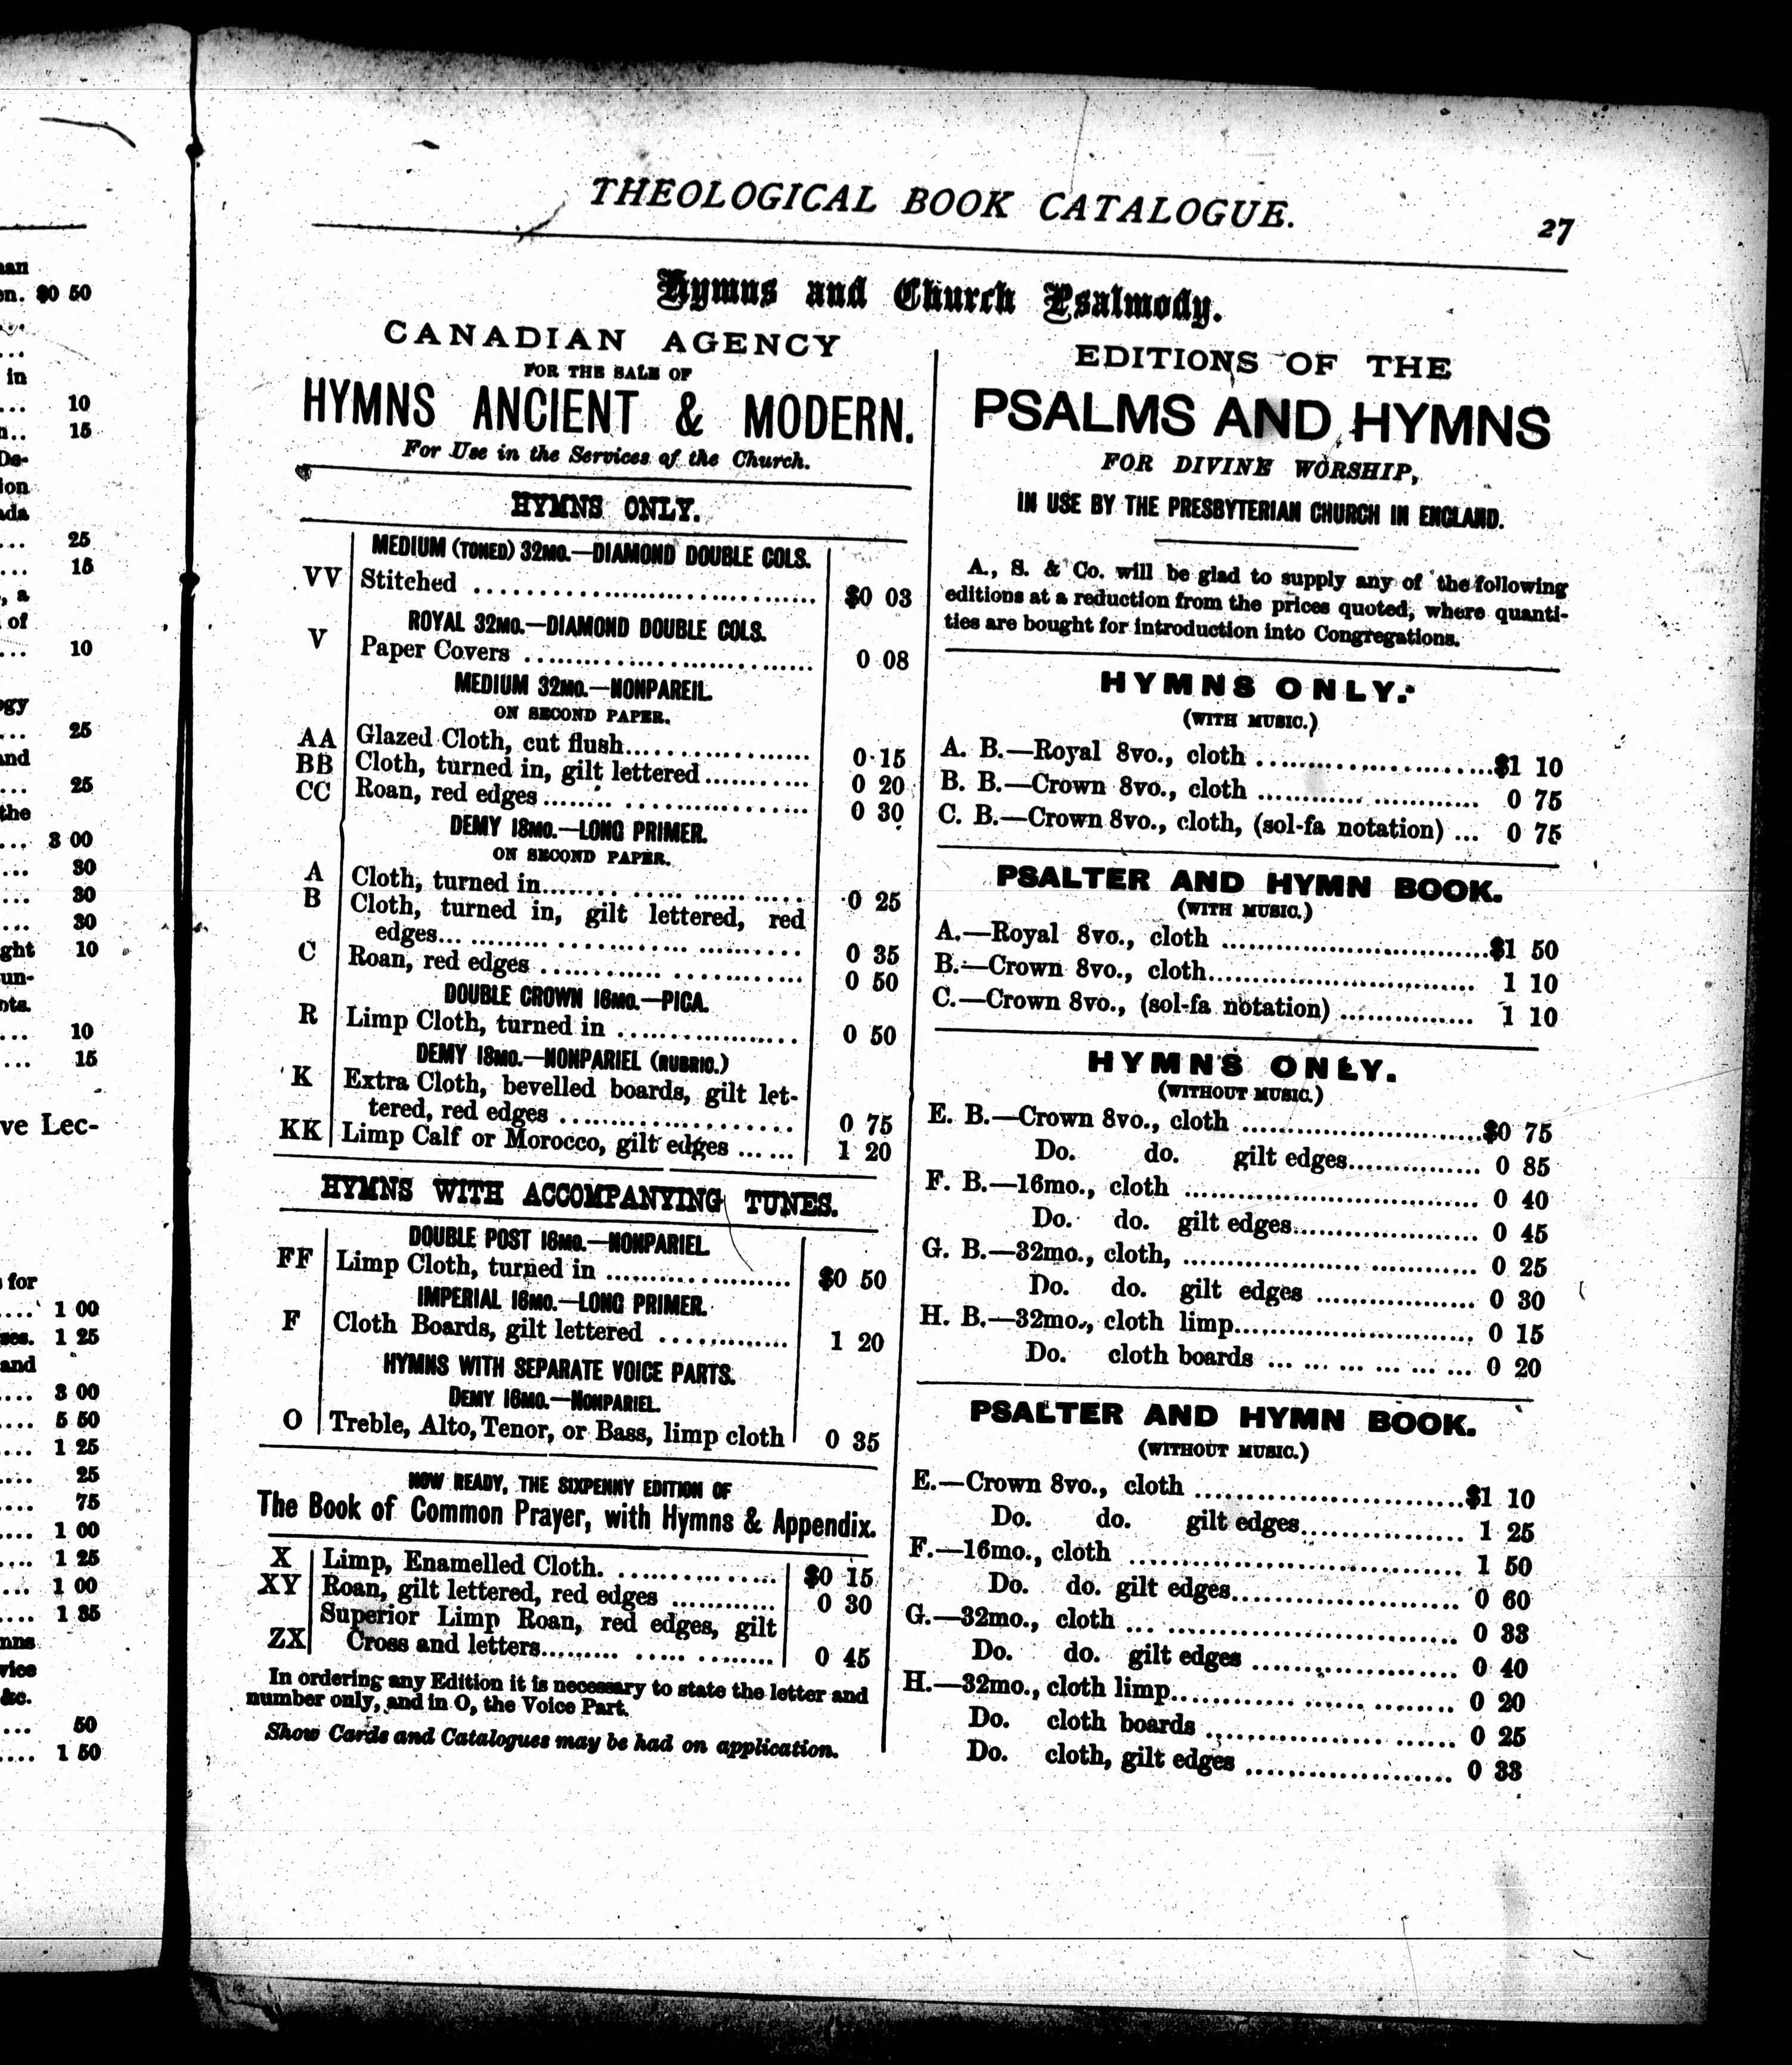 THEOLOGICAL BOOK CATALOGUE.
27
Hymns and Church Psalmody.
CANADIAN AGENCY
FOR THE SALE OF
HYMNS ANCIENT & MODERN.
For Use in the Services of the Church.
HYMNS ONLY.
MEDIUM (TONED) 32MO.—DIAMOND DOUBLE COLS.
VV Stitched .......... $0 03
ROYAL 32MO.—DIAMOND DOUBLE COLS.
V Paper Covers .......... 0 08
MEDIUM 32MO.—NONPAREIL.
ON SECOND PAPER.
AA Glazed Cloth, cut flush .......... 0 15
BB Cloth, turned in, gilt lettered .......... 0 20
CC Roan, red edges .......... 0 30
DEMY 18MO.—LONG PRIMER.
ON SECOND PAPER.
A Cloth, turned in .......... 0 25
B Cloth, turned in, gilt lettered, red
edges .......... 0 35
C Roan, red edges .......... 0 50
DOUBLE CROWN 16MO.—PICA.
R Limp Cloth, turned in .......... 0 50
DEMY 18MO.—NONPARIEL (RUBRIC.)
K Extra Cloth, bevelled boards, gilt let-
tered, red edges .......... 0 75
KK Limp Calf or Morocco, gilt edges ...... 1 20
HYMNS WITH ACCOMPANYING TUNES.
DOUBLE POST 16MO.—NONPARIEL.
FF Limp Cloth, turned in .......... $0 50
IMPERIAL 16MO.—LONG PRIMER.
F Cloth Boards, gilt lettered .......... 1 20
HYMNS WITH SEPARATE VOICE PARTS.
DEMY 16MO.—NONPARIEL.
O Treble, Alto, Tenor, or Bass, limp cloth 0 35
NOW READY, THE SIXPENNY EDITION OF
The Book of Common Prayer, with Hymns & Appendix.
X Limp, Enamelled Cloth. .......... $0 15
XY Roan, gilt lettered, red edges .......... 0 30
Superior Limp Roan, red edges, gilt
ZX Cross and letters .......... 0 45
In ordering any Edition it is necessary to state the letter and
number only, and in O, the Voice Part.
Show Cards and Catalogues may be had on application.
EDITIONS OF THE
PSALMS AND HYMNS
FOR DIVINE WORSHIP,
IN USE BY THE PRESBYTERIAN CHURCH IN ENGLAND.
A., S. & Co. will be glad to supply any of the following
editions at a reduction from the prices quoted, where quanti-
ties are bought for introduction into Congregations.
HYMNS ONLY.
(WITH MUSIC.)
A. B.—Royal 8vo., cloth .......... $1 10
B. B.—Crown 8vo., cloth .......... 0 75
C. B.—Crown 8vo., cloth, (sol-fa notation) ... 0 75
PSALTER AND HYMN BOOK.
(WITH MUSIC.)
A.—Royal 8vo., cloth .......... $1 50
B.—Crown 8vo., cloth .......... 1 10
C.—Crown 8vo., (sol-fa notation) .......... 1 10
HYMNS ONLY.
(WITHOUT MUSIC.)
E. B.—Crown 8vo., cloth .......... $0 75
Do. do. gilt edges .......... 0 85
F. B.—16mo., cloth .......... 0 40
Do. do. gilt edges .......... 0 45
G. B.—32mo., cloth, .......... 0 25
Do. do. gilt edges .......... 0 30
H. B.—32mo., cloth limp .......... 0 15
Do. cloth boards .......... 0 20
PSALTER AND HYMN BOOK.
(WITHOUT MUSIC.)
E.—Crown 8vo., cloth .......... $1 10
Do. do. gilt edges .......... 1 25
F.—16mo., cloth .......... 1 50
Do. do. gilt edges .......... 0 60
G.—32mo., cloth .......... 0 33
Do. do. gilt edges .......... 0 40
H.—32mo., cloth limp .......... 0 20
Do. cloth boards .......... 0 25
Do. cloth, gilt edges .......... 0 33